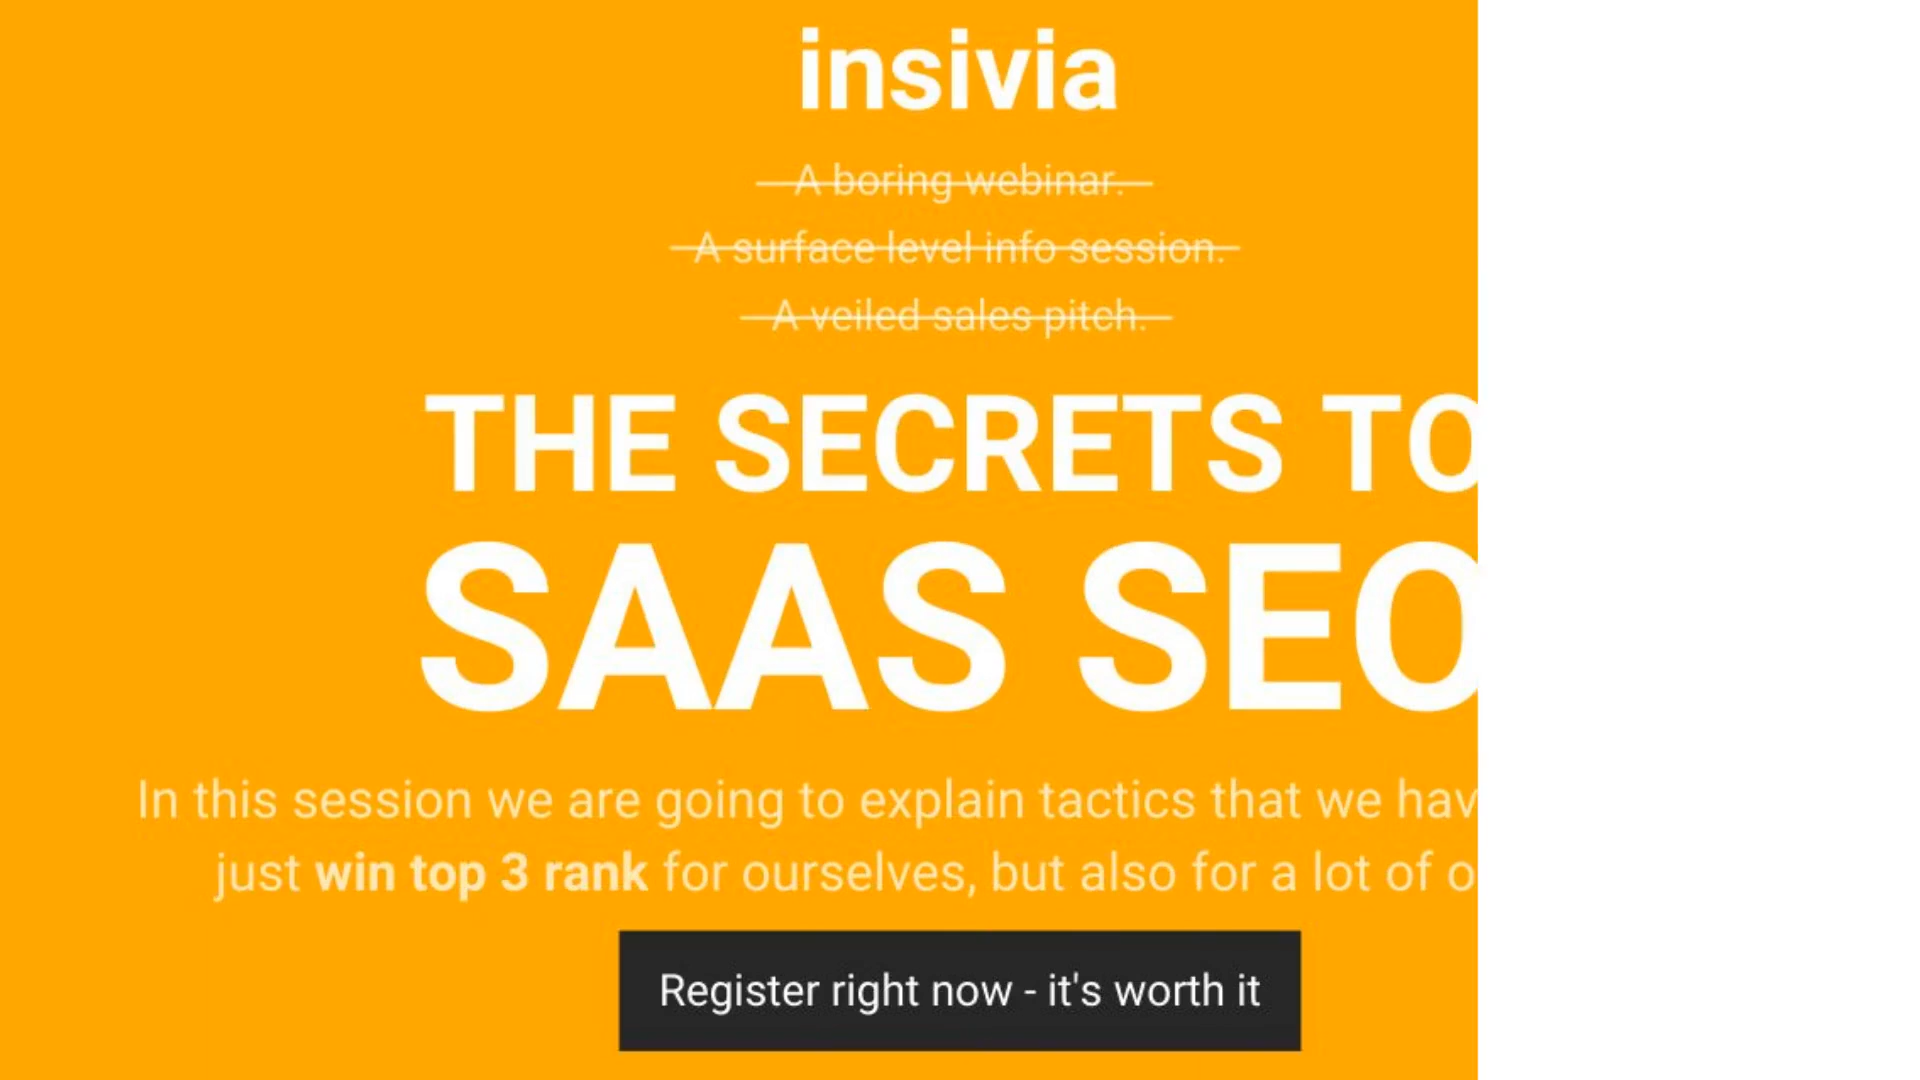 insivia
A boring webinar.
A surface level info session.
A veiled sales pitch.
THE SECRETS TO
SAAS SEO
In this session we are going to explain tactics that we hav
just win top 3 rank for ourselves, but also for a lot of o
Register right now - it's worth it